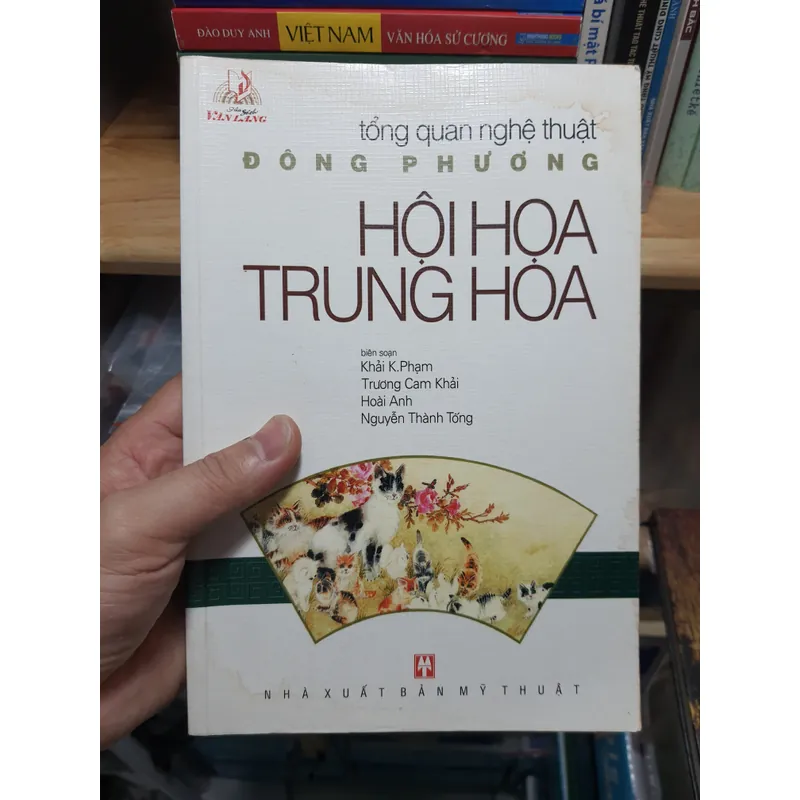 ĐÀO DUY ANH VIỆT NAM VĂN HÓA SỬ CƯƠNG
VĂN LANG
tổng quan nghệ thuật
ĐÔNG PHƯƠNG
HỘI HỌA
TRUNG HOA
biên soạn
Khải K.Phạm
Trương Cam Khải
Hoài Anh
Nguyễn Thành Tống
NHÀ XUẤT BẢN MỸ THUẬT